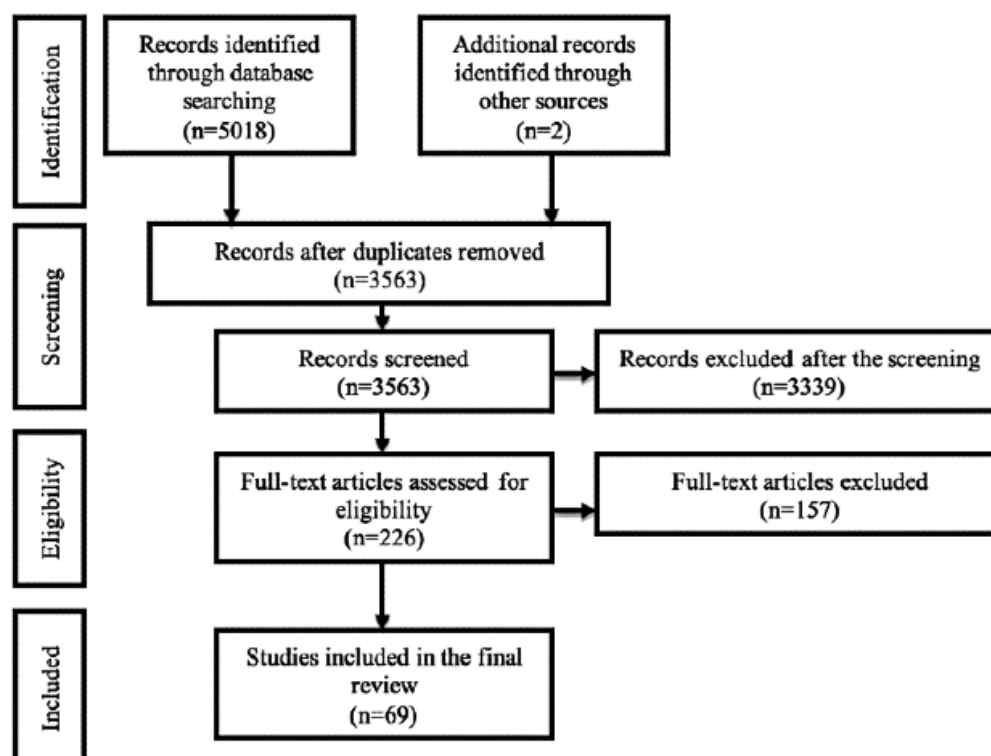 Identification
Records identified
through database
searching
(n=5018)
Additional records
identified through
other sources
(n=2)
Screening
Records after duplicates removed
(n=3563)
Records screened
(n=3563)
Records excluded after the screening
(n=3339)
Eligibility
Full-text articles assessed for
eligibility
(n=226)
Full-text articles excluded
(n=157)
Included
Studies included in the final
review
(n=69)